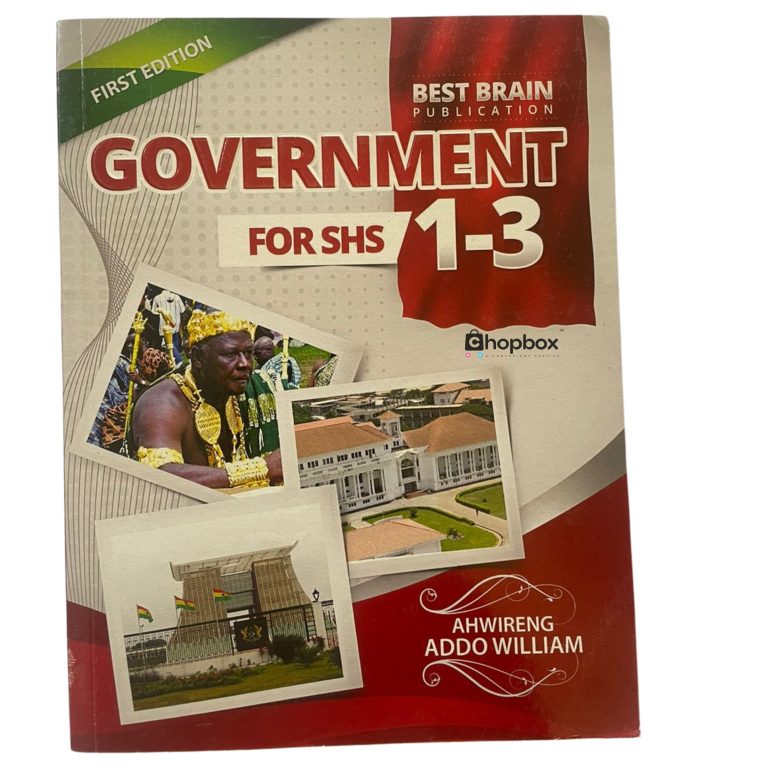 FIRST EDITION
BEST BRAIN
PUBLICATION
GOVERNMENT
FOR SHS 1-3
chopbox
AHWIRENG
ADDO WILLIAM